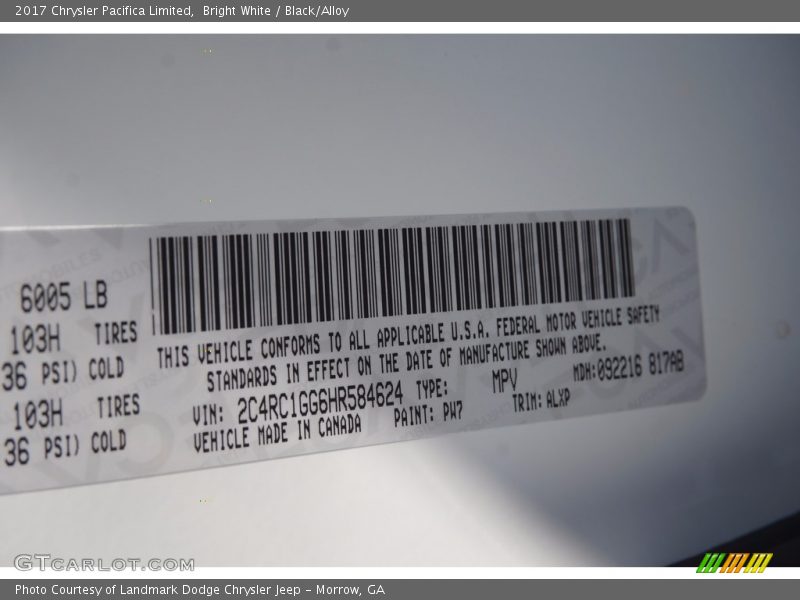 2017 Chrysler Pacifica Limited, Bright White / Black/Alloy
6005 LB
103H TIRES
36 PSI) COLD
103H TIRES
36 PSI) COLD
THIS VEHICLE CONFORMS TO ALL APPLICABLE U.S.A. FEDERAL MOTOR VEHICLE SAFETY
STANDARDS IN EFFECT ON THE DATE OF MANUFACTURE SHOWN ABOVE.
VIN: 2C4RC1GG6HR584624 TYPE: MPV MDH:092216 817AB
VEHICLE MADE IN CANADA PAINT: PW7 TRIM: ALXP
GTCARLOT.COM
Photo Courtesy of Landmark Dodge Chrysler Jeep – Morrow, GA